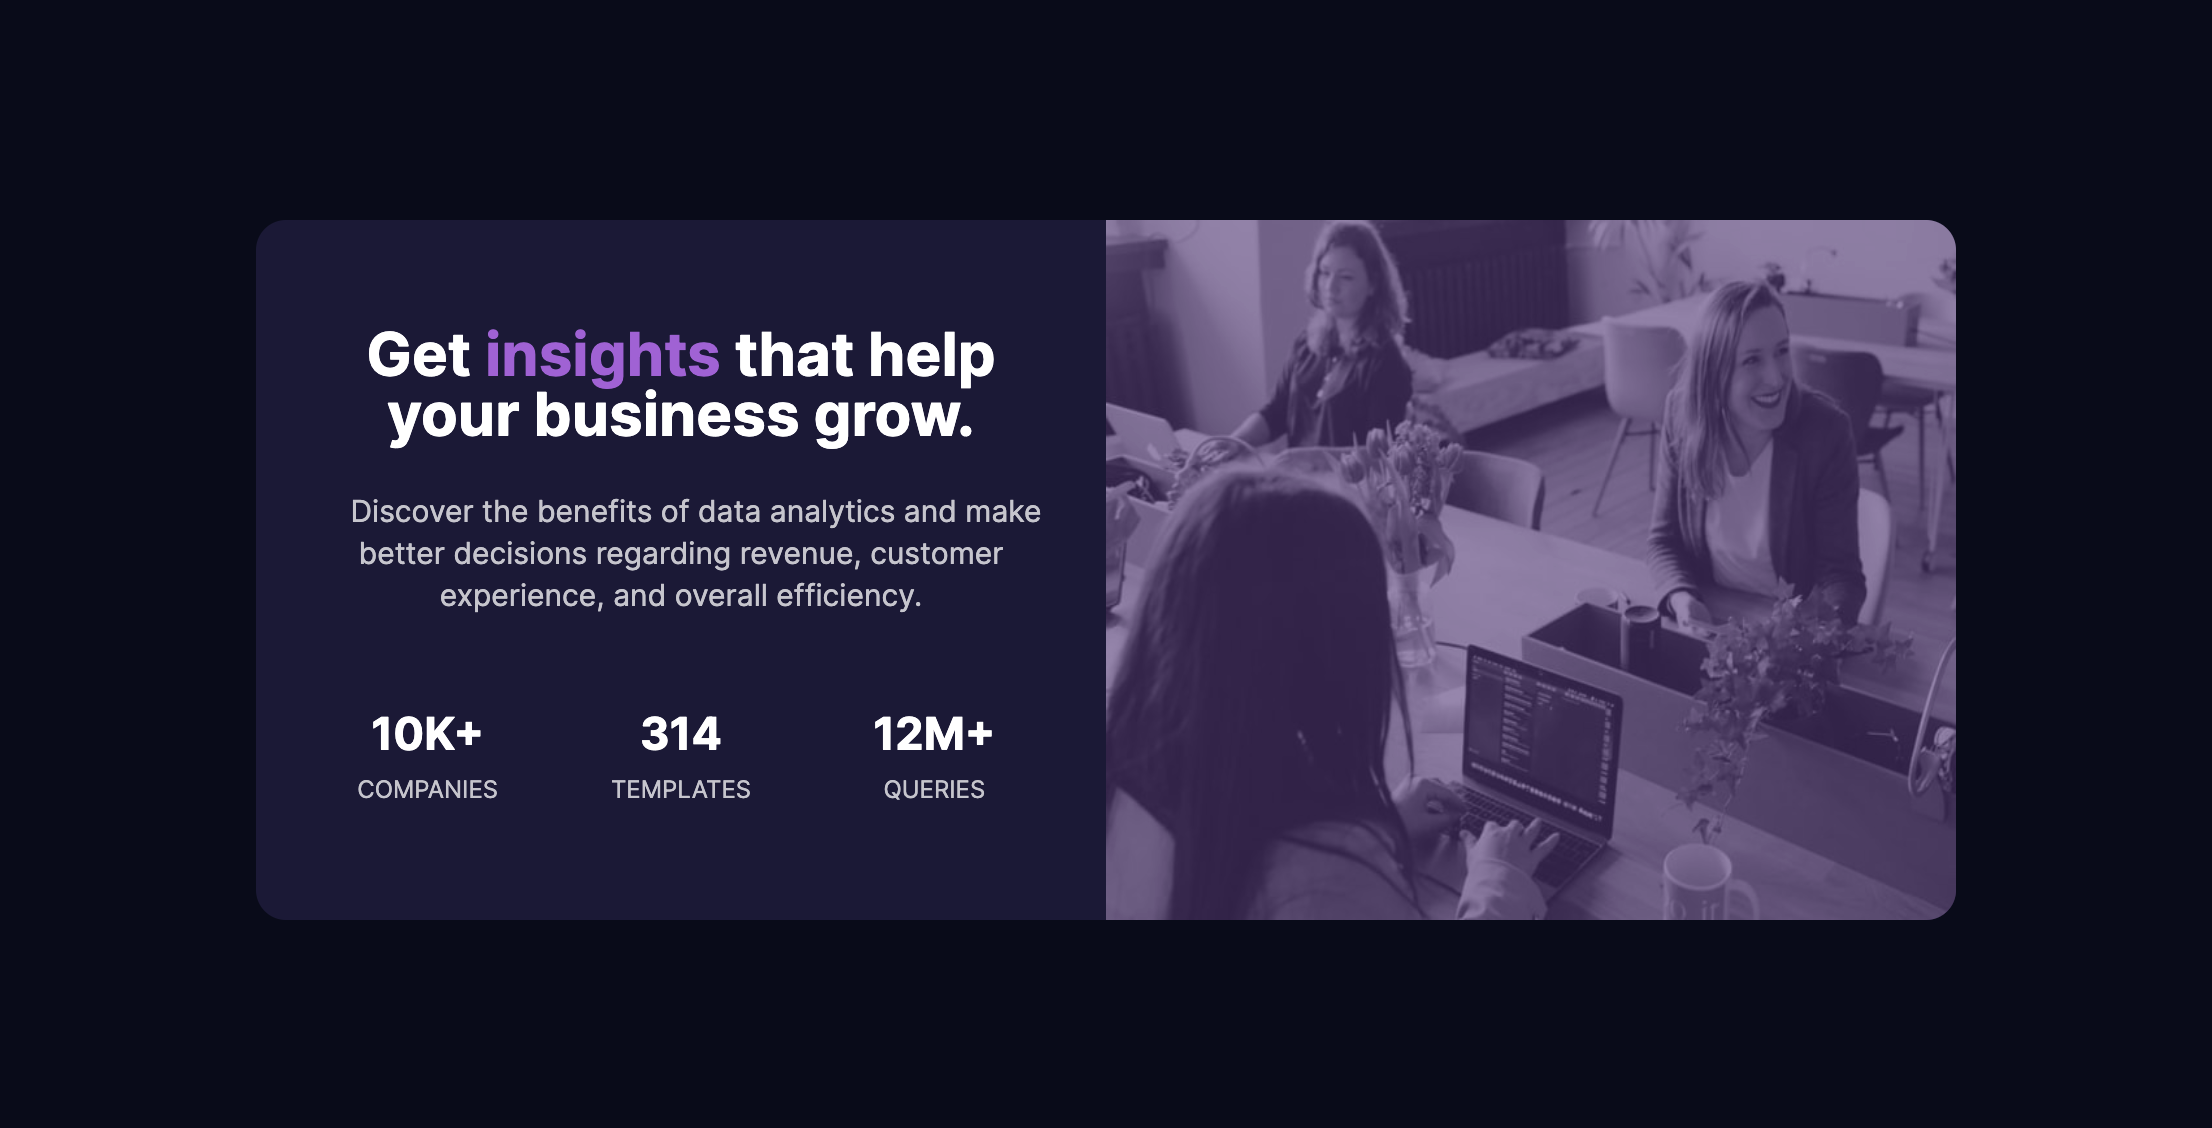 Get insights that help
your business grow.
Discover the benefits of data analytics and make
better decisions regarding revenue, customer
experience, and overall efficiency.
10K+ 314 12M+
COMPANIES TEMPLATES QUERIES